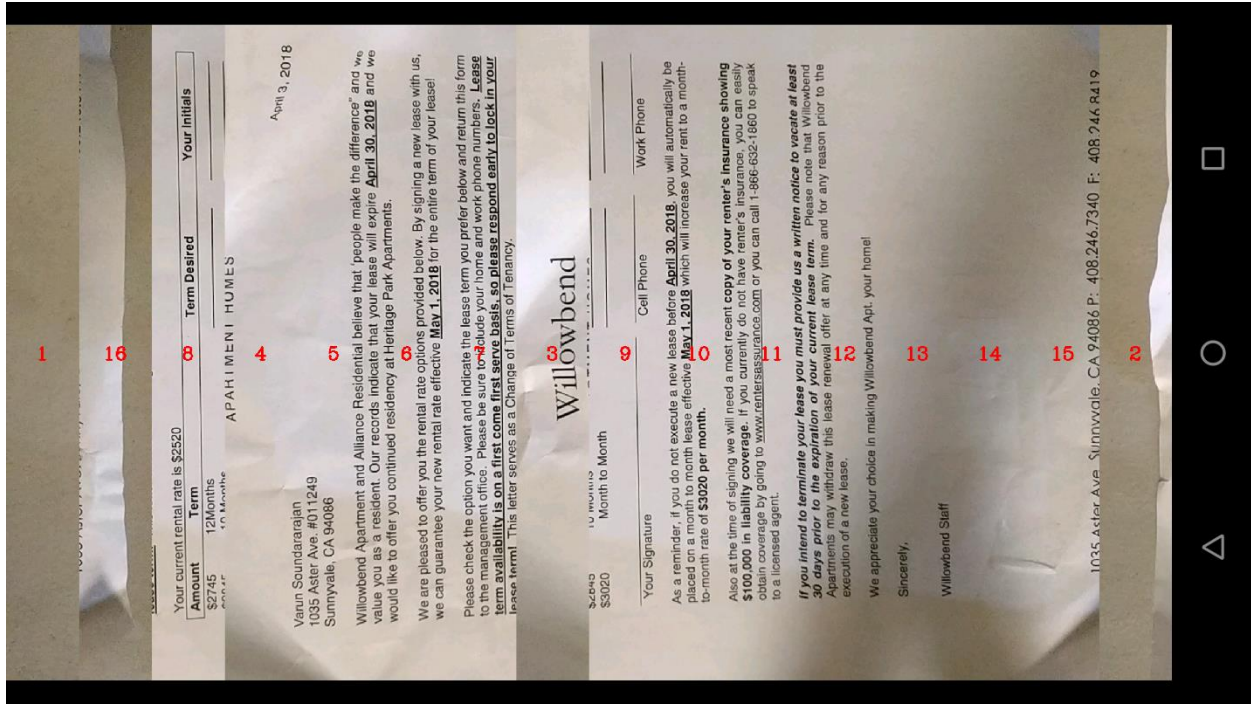 1 16 8 4 5 6 7 3 9 10 11 12 13 14 15 2
Your current rental rate is $2520
Amount Term Term Desired Your Initials
$2745 12Months
10 Months
APARTMENT HOMES
April 3, 2018
Varun Soundararajan
1035 Aster Ave. #011249
Sunnyvale, CA 94086
Willowbend Apartment and Alliance Residential believe that 'people make the difference" and we
value you as a resident. Our records indicate that your lease will expire April 30, 2018 and we
would like to offer you continued residency at Heritage Park Apartments.
We are pleased to offer you the rental rate options provided below. By signing a new lease with us,
we can guarantee your new rental rate effective May 1, 2018 for the entire term of your lease!
Please check the option you want and indicate the lease term you prefer below and return this form
to the management office. Please be sure to include your home and work phone numbers. Lease
term availability is on a first come first serve basis, so please respond early to lock in your
lease term! This letter serves as a Change of Terms of Tenancy.
Willowbend
$2845 10 Months
$3020 Month to Month
Your Signature Cell Phone Work Phone
As a reminder, if you do not execute a new lease before April 30, 2018, you will automatically be
placed on a month to month lease effective May 1, 2018 which will increase your rent to a month-
to-month rate of $3020 per month.
Also at the time of signing we will need a most recent copy of your renter's insurance showing
$100,000 in liability coverage. If you currently do not have renter's insurance, you can easily
obtain coverage by going to www.rentersassurance.com or you can call 1-866-632-1860 to speak
to a licensed agent.
If you intend to terminate your lease you must provide us a written notice to vacate at least
30 days prior to the expiration of your current lease term. Please note that Willowbend
Apartments may withdraw this lease renewal offer at any time and for any reason prior to the
execution of a new lease.
We appreciate your choice in making Willowbend Apt. your home!
Sincerely,
Willowbend Staff
1035 Aster Ave. Sunnyvale, CA 94086 P: 408.246.7340 F: 408.246.8419